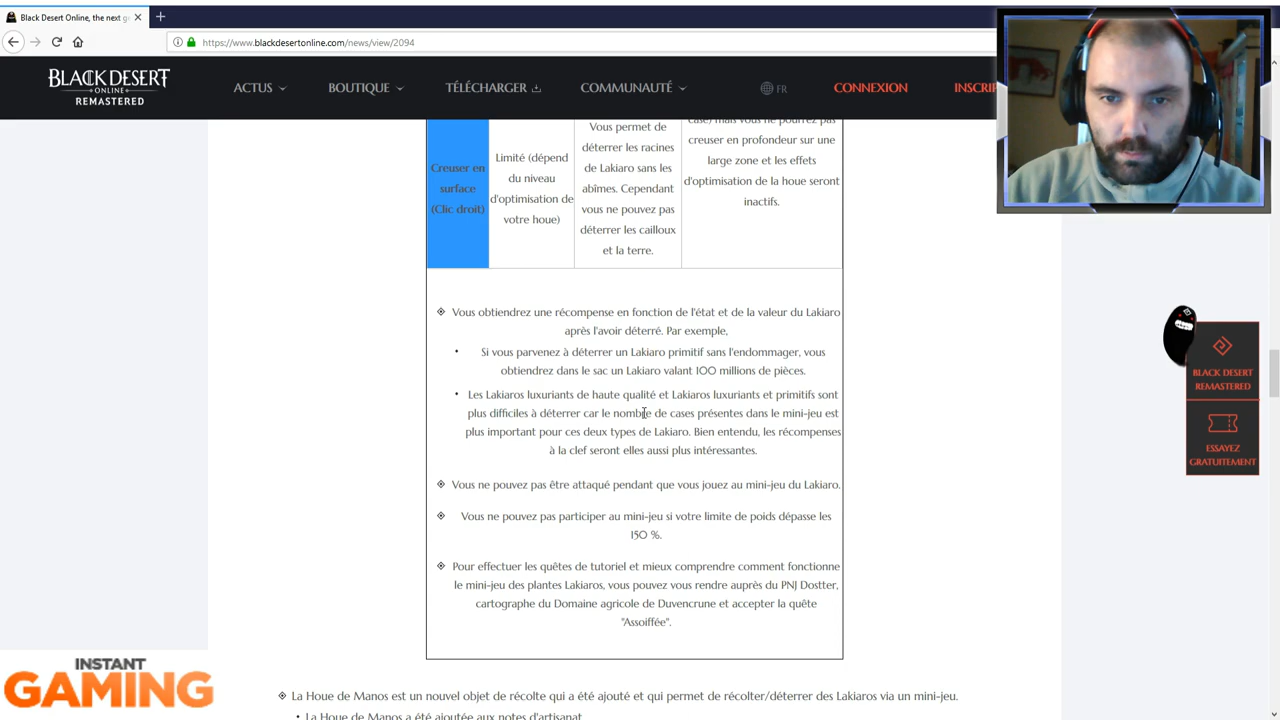 Black Desert Online, the next g
https://www.blackdesertonline.com/news/view/2094
BLACK DESERT
ONLINE
REMASTERED
ACTUS
BOUTIQUE
TÉLÉCHARGER
COMMUNAUTÉ
FR
CONNEXION
INSCRIP
Creuser en
surface
(Clic droit)
Limité (dépend
du niveau
d'optimisation de
votre houe)
Vous permet de
déterrer les racines
de Lakiaro sans les
abîmes. Cependant
vous ne pouvez pas
déterrer les cailloux
et la terre.
case) mais vous ne pourrez pas
creuser en profondeur sur une
large zone et les effets
d'optimisation de la houe seront
inactifs.
Vous obtiendrez une récompense en fonction de l'état et de la valeur du Lakiaro
après l'avoir déterré. Par exemple,
• Si vous parvenez à déterrer un Lakiaro primitif sans l'endommager, vous
obtiendrez dans le sac un Lakiaro valant 100 millions de pièces.
• Les Lakiaros luxuriants de haute qualité et Lakiaros luxuriants et primitifs sont
plus difficiles à déterrer car le nombre de cases présentes dans le mini-jeu est
plus important pour ces deux types de Lakiaro. Bien entendu, les récompenses
à la clef seront elles aussi plus intéressantes.
Vous ne pouvez pas être attaqué pendant que vous jouez au mini-jeu du Lakiaro.
Vous ne pouvez pas participer au mini-jeu si votre limite de poids dépasse les
150 %.
Pour effectuer les quêtes de tutoriel et mieux comprendre comment fonctionne
le mini-jeu des plantes Lakiaros, vous pouvez vous rendre auprès du PNJ Dostter,
cartographe du Domaine agricole de Duvencrune et accepter la quête
"Assoiffée".
BLACK DESERT
REMASTERED
ESSAYEZ
GRATUITEMENT
INSTANT
GAMING
La Houe de Manos est un nouvel objet de récolte qui a été ajouté et qui permet de récolter/déterrer des Lakiaros via un mini-jeu.
• La Houe de Manos a été ajoutée aux notes d'artisanat